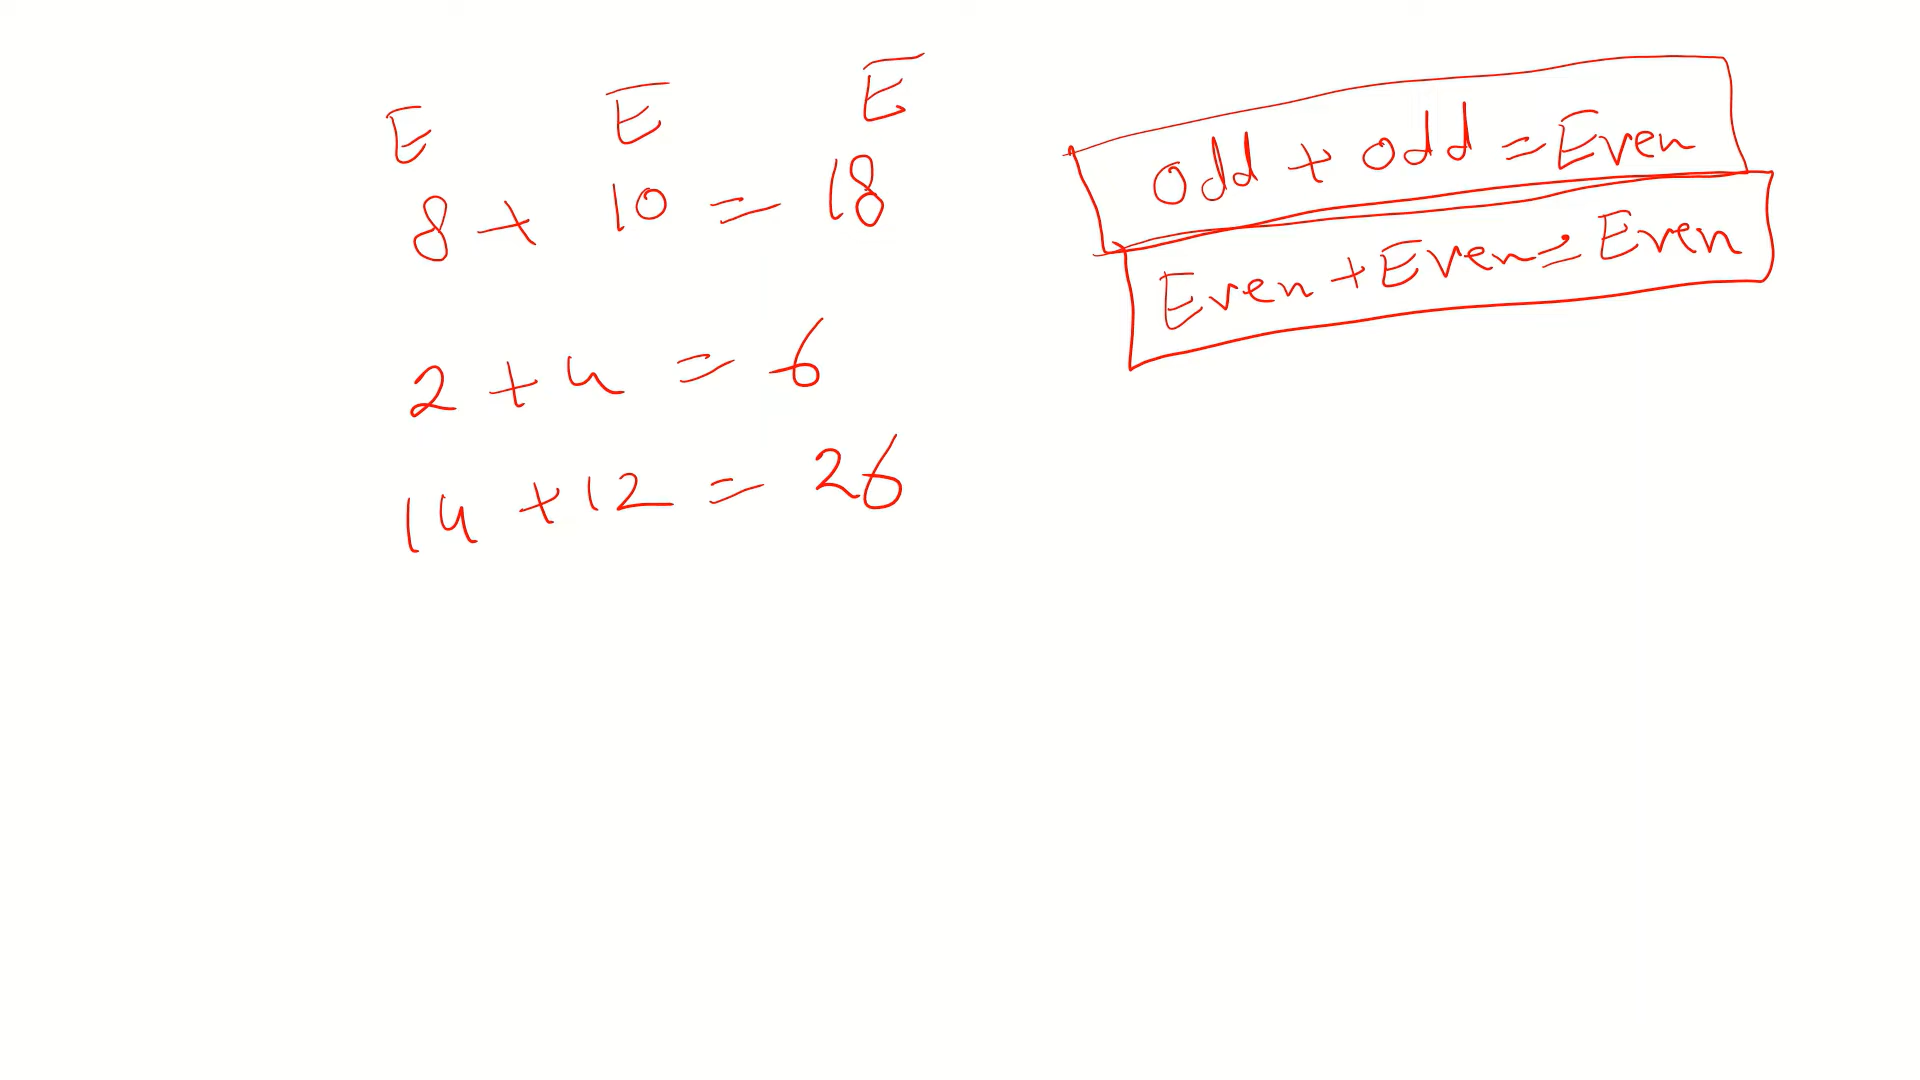 E E E
8 + 10 = 18
2 + 4 = 6
14 + 12 = 26
odd + odd = Even
Even + Even = Even